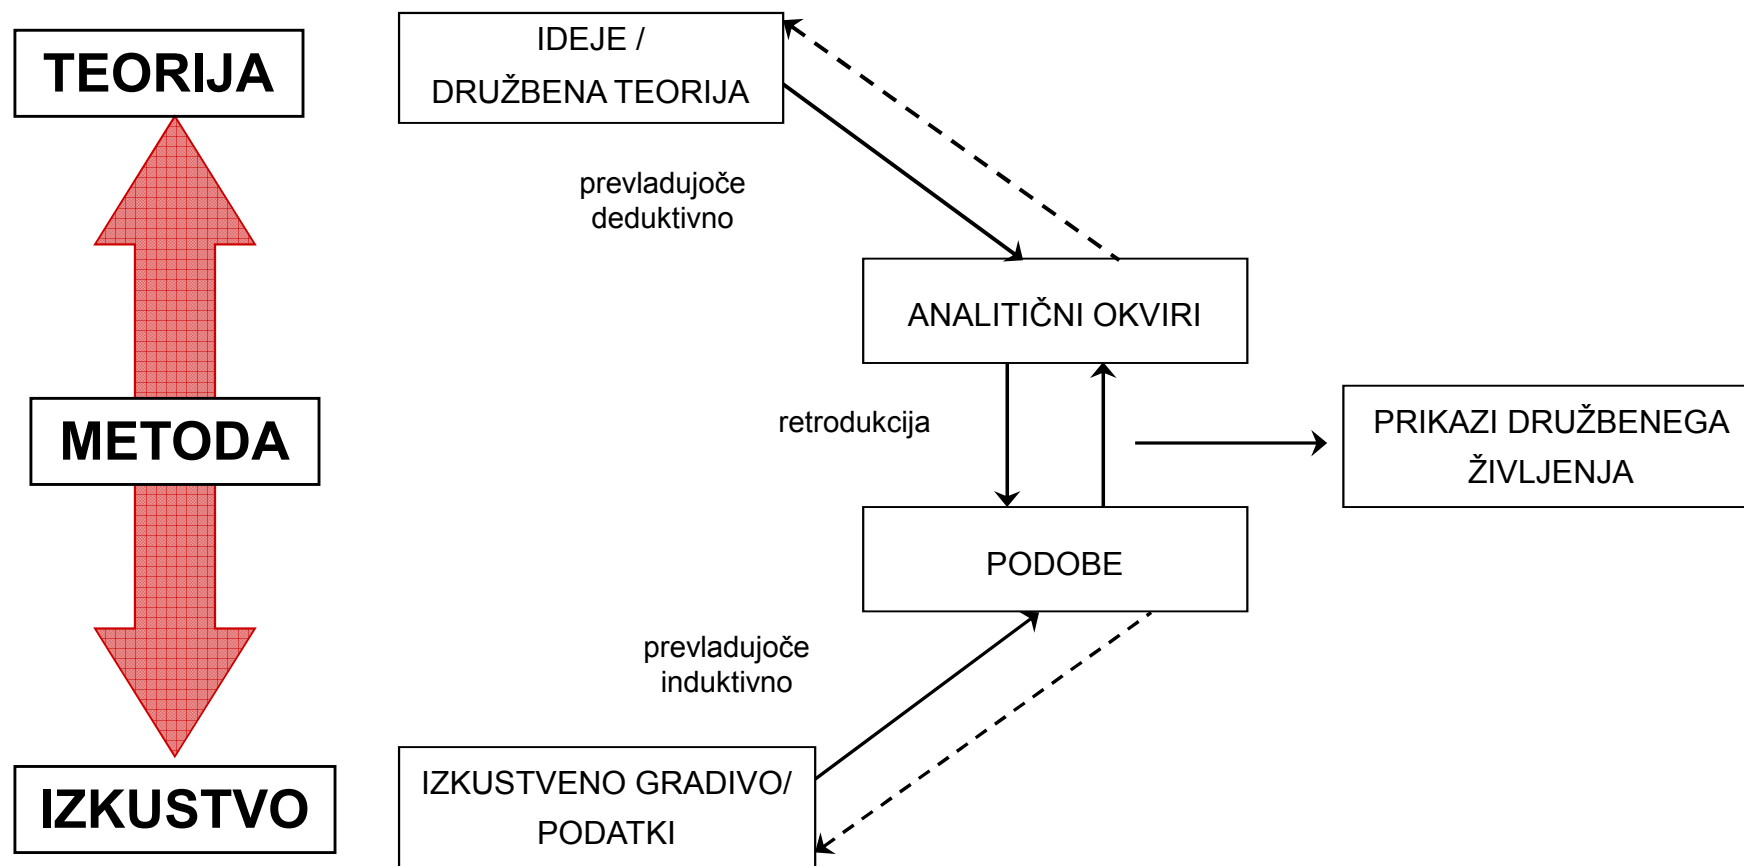 TEORIJA
IDEJE /
DRUŽBENA TEORIJA
prevladujoče
deduktivno
ANALITIČNI OKVIRI
METODA
retrodukcija
PRIKAZI DRUŽBENEGA
ŽIVLJENJA
PODOBE
prevladujoče
induktivno
IZKUSTVO
IZKUSTVENO GRADIVO/
PODATKI